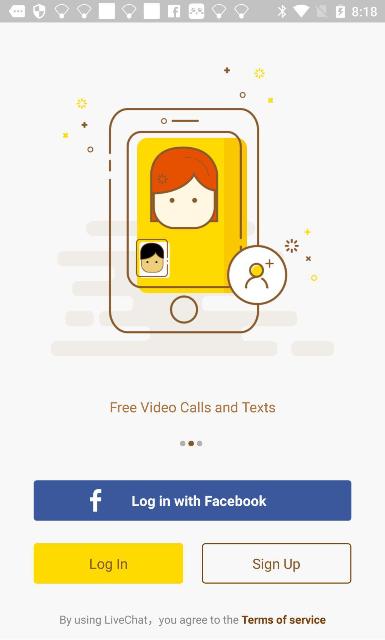 8:18
Free Video Calls and Texts
f Log in with Facebook
Log In
Sign Up
By using LiveChat, you agree to the Terms of service